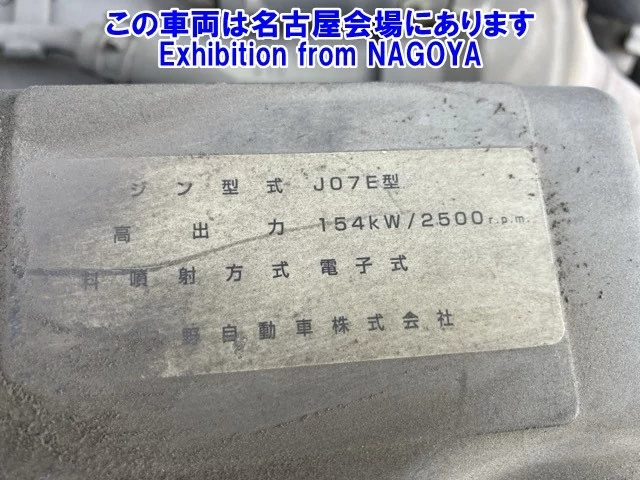 この車両は名古屋会場にあります
Exhibition from NAGOYA
ジン型式 J07E型
高出力 154kW/2500r.p.m.
料噴射方式 電子式
野自動車株式会社